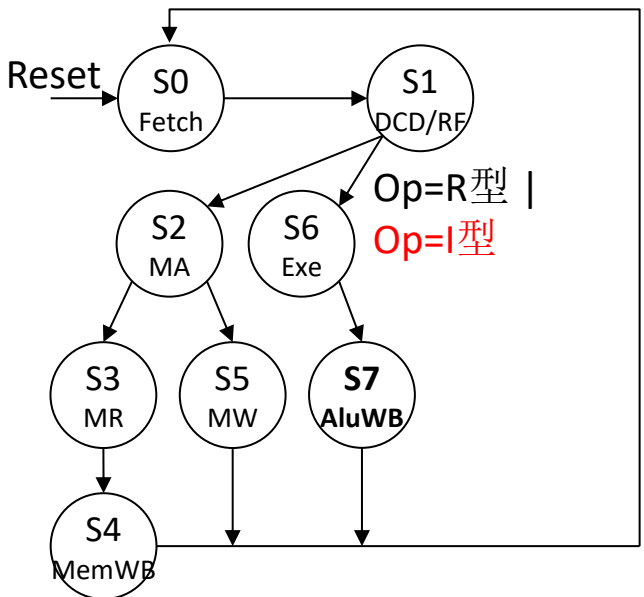 Reset
S0
Fetch
S1
DCD/RF
Op=R型 |
Op=I型
S2
MA
S6
Exe
S3
MR
S5
MW
S7
AluWB
S4
MemWB